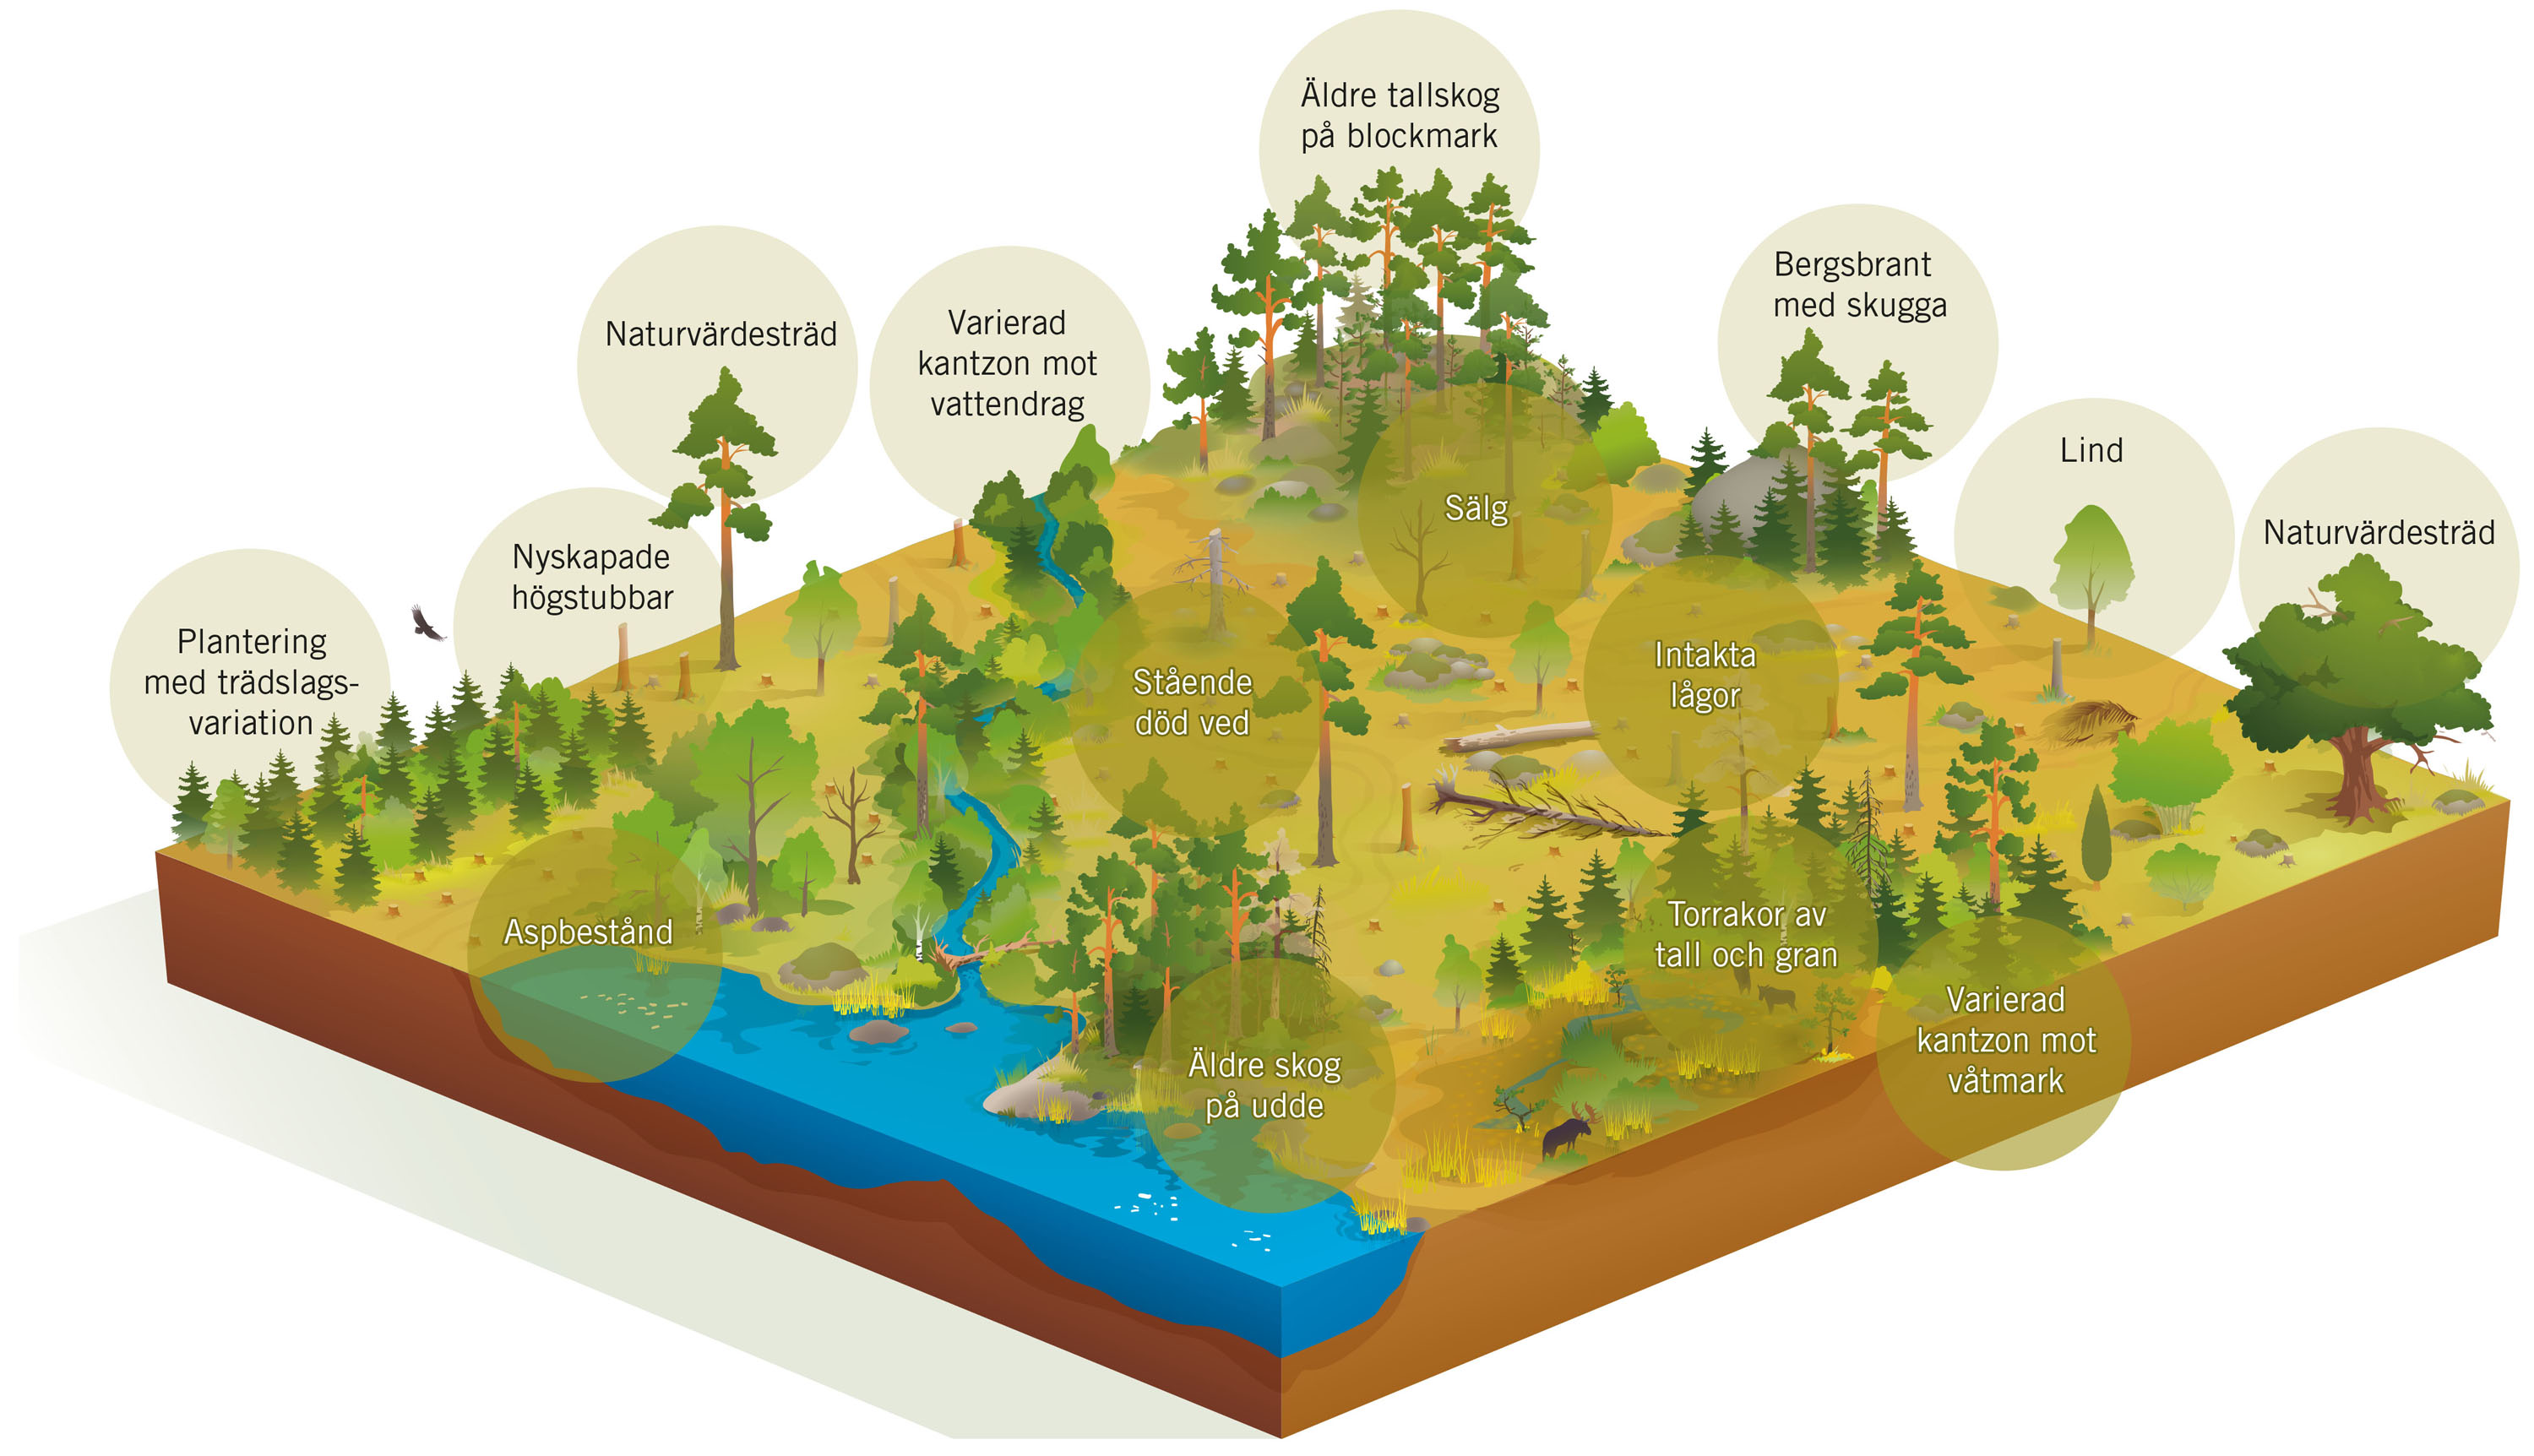 Äldre tallskog
på blockmark
Bergsbrant
med skugga
Naturvärdesträd
Varierad
kantzon mot
vattendrag
Lind
Naturvärdesträd
Nyskapade
högstubbar
Plantering
med trädslags-
variation
Sälg
Stående
död ved
Intakta
lågor
Aspbestånd
Torrakor av
tall och gran
Äldre skog
på udde
Varierad
kantzon mot
våtmark